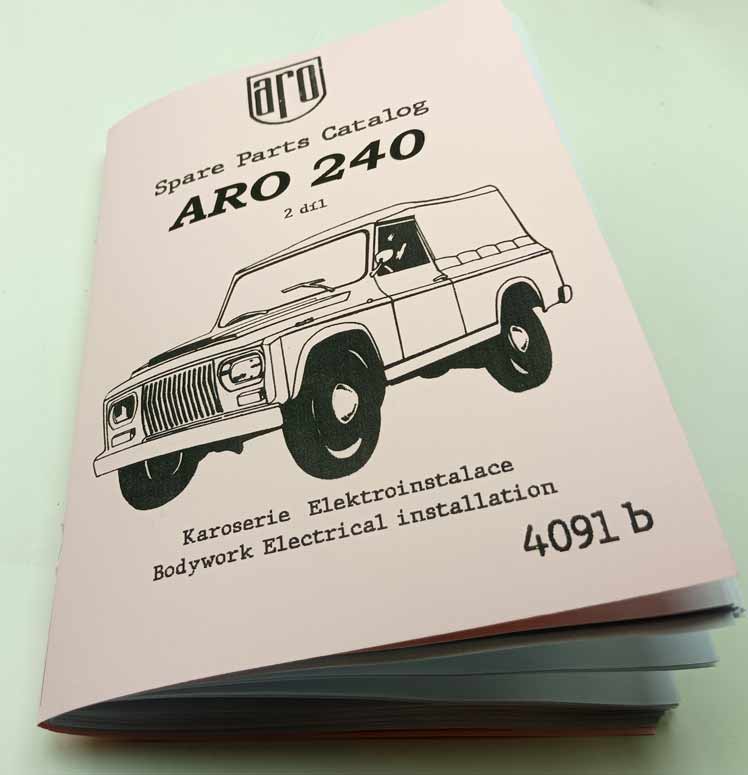 aro
Spare Parts Catalog
ARO 240
2 díl
Karoserie Elektroinstalace
Bodywork Electrical installation
4091 b